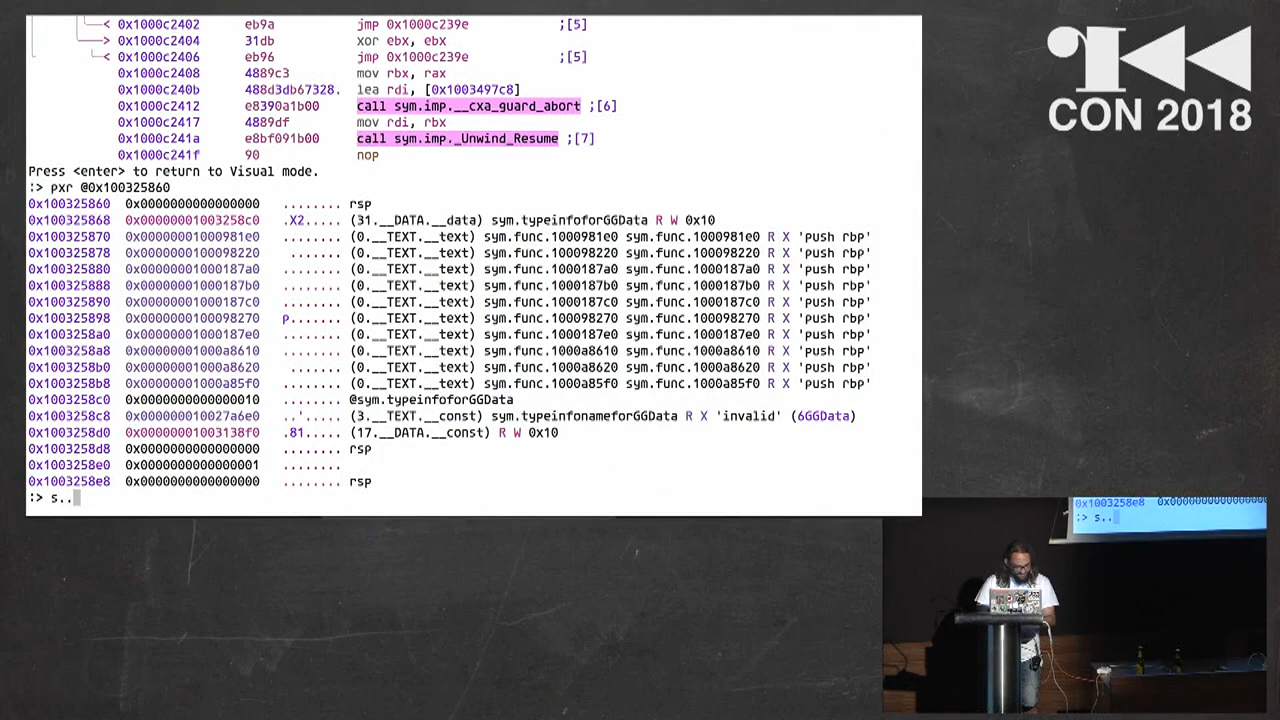 0x1000c2402 eb9a jmp 0x1000c239e ;[5]
0x1000c2404 31db xor ebx, ebx
0x1000c2406 eb96 jmp 0x1000c239e ;[5]
0x1000c2408 4889c3 mov rbx, rax
0x1000c240b 488d3db67328. lea rdi, [0x1003497c8]
0x1000c2412 e8390a1b00 call sym.imp.__cxa_guard_abort ;[6]
0x1000c2417 4889df mov rdi, rbx
0x1000c241a e8bf091b00 call sym.imp._Unwind_Resume ;[7]
0x1000c241f 90 nop
Press <enter> to return to Visual mode.
:> pxr @0x100325860
0x100325860 0x0000000000000000 ........ rsp
0x100325868 0x00000001003258c0 .X2..... (31.__DATA.__data) sym.typeinfoforGGData R W 0x10
0x100325870 0x00000001000981e0 ........ (0.__TEXT.__text) sym.func.1000981e0 sym.func.1000981e0 R X 'push rbp'
0x100325878 0x0000000100098220 ....... (0.__TEXT.__text) sym.func.100098220 sym.func.100098220 R X 'push rbp'
0x100325880 0x00000001000187a0 ........ (0.__TEXT.__text) sym.func.1000187a0 sym.func.1000187a0 R X 'push rbp'
0x100325888 0x00000001000187b0 ........ (0.__TEXT.__text) sym.func.1000187b0 sym.func.1000187b0 R X 'push rbp'
0x100325890 0x00000001000187c0 ........ (0.__TEXT.__text) sym.func.1000187c0 sym.func.1000187c0 R X 'push rbp'
0x100325898 0x0000000100098270 p....... (0.__TEXT.__text) sym.func.100098270 sym.func.100098270 R X 'push rbp'
0x1003258a0 0x00000001000187e0 ........ (0.__TEXT.__text) sym.func.1000187e0 sym.func.1000187e0 R X 'push rbp'
0x1003258a8 0x00000001000a8610 ........ (0.__TEXT.__text) sym.func.1000a8610 sym.func.1000a8610 R X 'push rbp'
0x1003258b0 0x00000001000a8620 ....... (0.__TEXT.__text) sym.func.1000a8620 sym.func.1000a8620 R X 'push rbp'
0x1003258b8 0x00000001000a85f0 ........ (0.__TEXT.__text) sym.func.1000a85f0 sym.func.1000a85f0 R X 'push rbp'
0x1003258c0 0x0000000000000010 ........ @sym.typeinfoforGGData
0x1003258c8 0x000000010027a6e0 ..'..... (3.__TEXT.__const) sym.typeinfonameforGGData R X 'invalid' (6GGData)
0x1003258d0 0x00000001003138f0 .81..... (17.__DATA.__const) R W 0x10
0x1003258d8 0x0000000000000000 ........ rsp
0x1003258e0 0x0000000000000001 ........
0x1003258e8 0x0000000000000000 ........ rsp
:> s..
CON 2018
0x1003258e8 0x000000000000000
:> s..